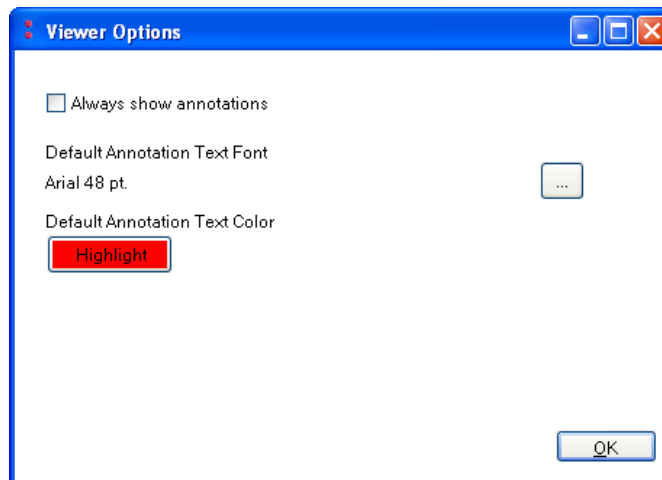 Viewer Options
Always show annotations
Default Annotation Text Font
Arial 48 pt.
...
Default Annotation Text Color
Highlight
OK